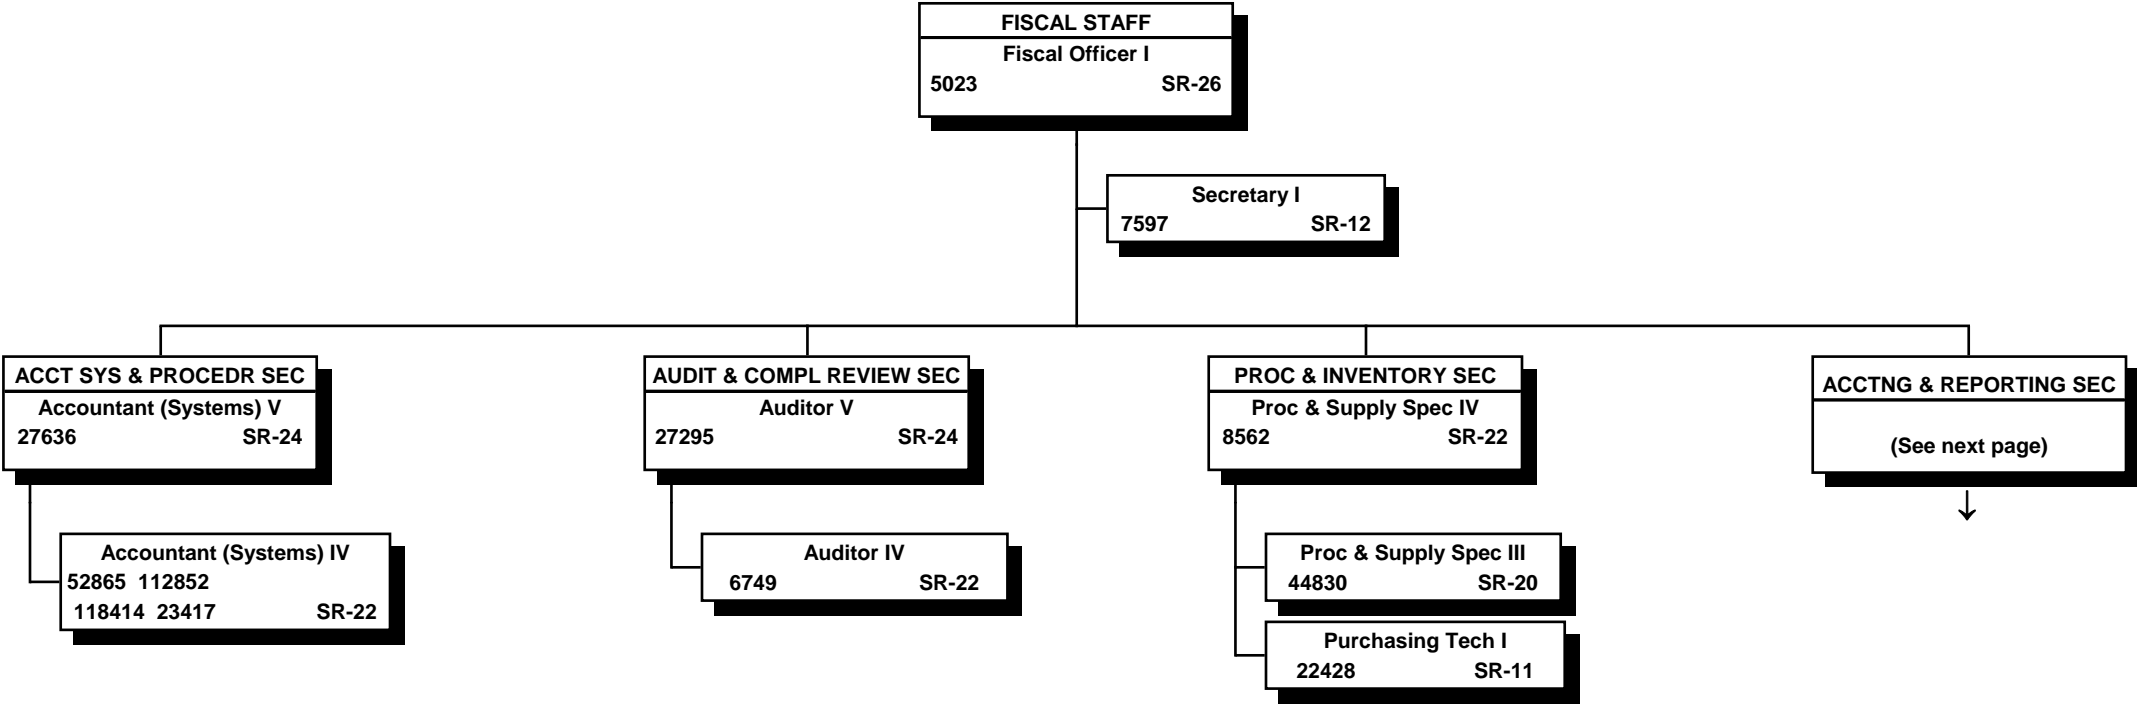 FISCAL STAFF
Fiscal Officer I
5023 SR-26
Secretary I
7597 SR-12
ACCT SYS & PROCEDR SEC
Accountant (Systems) V
27636 SR-24
Accountant (Systems) IV
52865 112852
118414 23417 SR-22
AUDIT & COMPL REVIEW SEC
Auditor V
27295 SR-24
Auditor IV
6749 SR-22
PROC & INVENTORY SEC
Proc & Supply Spec IV
8562 SR-22
Proc & Supply Spec III
44830 SR-20
Purchasing Tech I
22428 SR-11
ACCTNG & REPORTING SEC
(See next page)